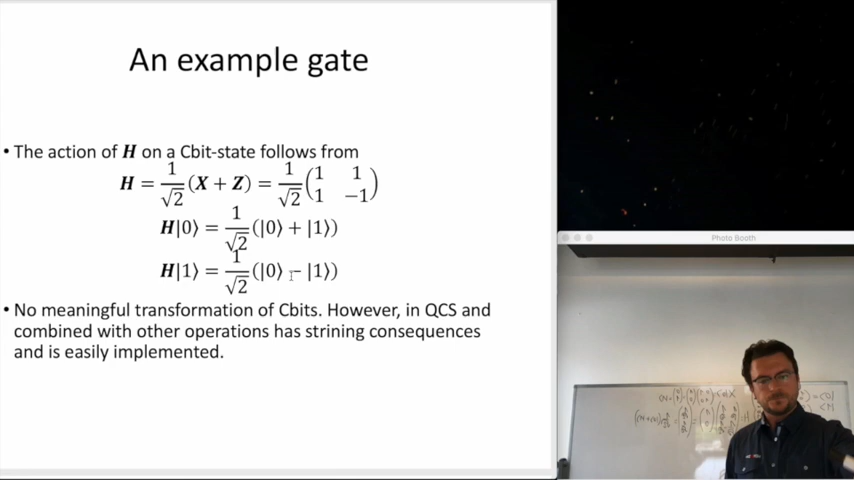 An example gate
• The action of H on a Cbit-state follows from
H = 1/√2 (X + Z) = 1/√2 (1 1 1 −1)
H|0⟩ = 1/√2 (|0⟩ + |1⟩)
H|1⟩ = 1/√2 (|0⟩ − |1⟩)
• No meaningful transformation of Cbits. However, in QCS and
combined with other operations has strining consequences
and is easily implemented.
Photo Booth